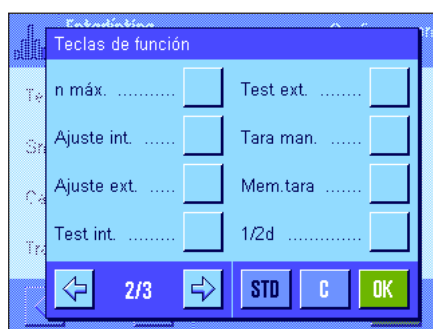 Estadística
Teclas de función
n máx. ........... Test ext. ........
Ajuste int. ...... Tara man. ......
Ajuste ext. ..... Mem.tara .......
Test int. ......... 1/2d ..............
2/3 STD C OK